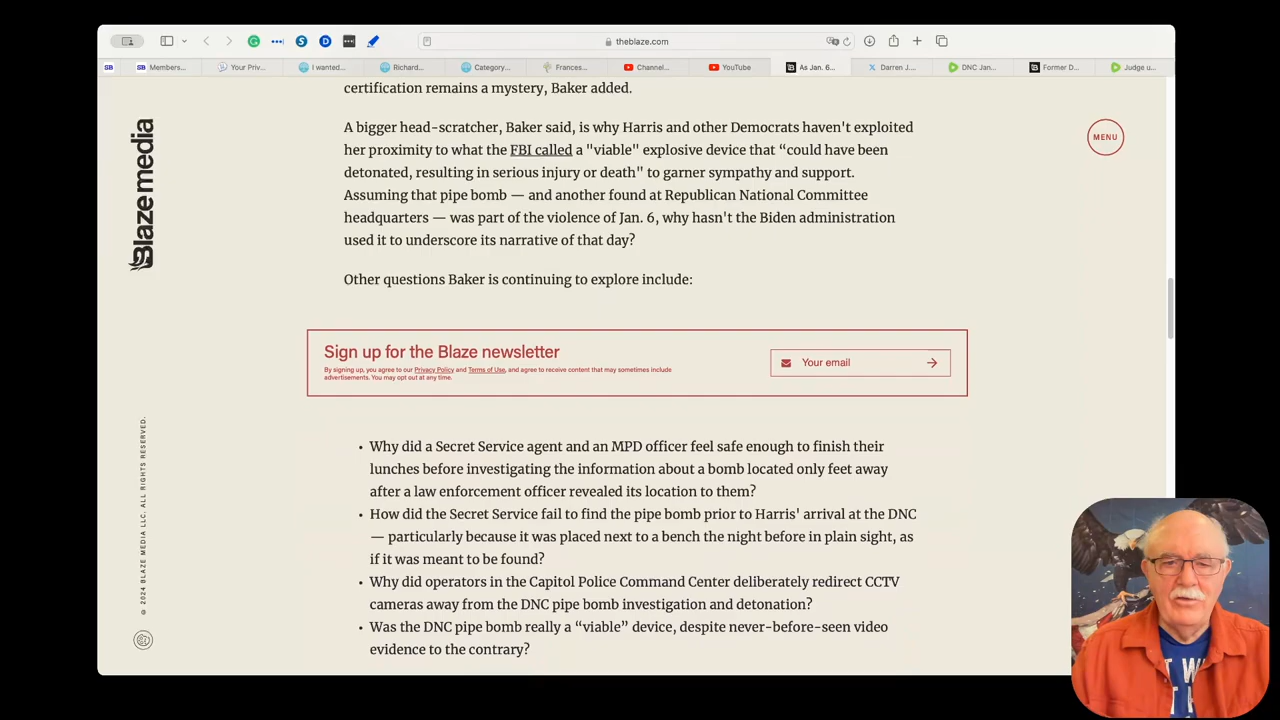 theblaze.com
SB
SB Members...
Your Priv...
I wanted...
Richard...
Category...
Frances...
Channel...
YouTube
As Jan. 6...
Darren J....
DNC Jan...
Former D...
Judge u...
certification remains a mystery, Baker added.
A bigger head-scratcher, Baker said, is why Harris and other Democrats haven't exploited
her proximity to what the FBI called a "viable" explosive device that “could have been
detonated, resulting in serious injury or death" to garner sympathy and support.
Assuming that pipe bomb — and another found at Republican National Committee
headquarters — was part of the violence of Jan. 6, why hasn't the Biden administration
used it to underscore its narrative of that day?
Other questions Baker is continuing to explore include:
Blaze media
MENU
Sign up for the Blaze newsletter
By signing up, you agree to our Privacy Policy and Terms of Use, and agree to receive content that may sometimes include
advertisements. You may opt out at any time.
Your email
• Why did a Secret Service agent and an MPD officer feel safe enough to finish their
lunches before investigating the information about a bomb located only feet away
after a law enforcement officer revealed its location to them?
• How did the Secret Service fail to find the pipe bomb prior to Harris' arrival at the DNC
— particularly because it was placed next to a bench the night before in plain sight, as
if it was meant to be found?
• Why did operators in the Capitol Police Command Center deliberately redirect CCTV
cameras away from the DNC pipe bomb investigation and detonation?
• Was the DNC pipe bomb really a “viable” device, despite never-before-seen video
evidence to the contrary?
© 2024 BLAZE MEDIA LLC. ALL RIGHTS RESERVED.